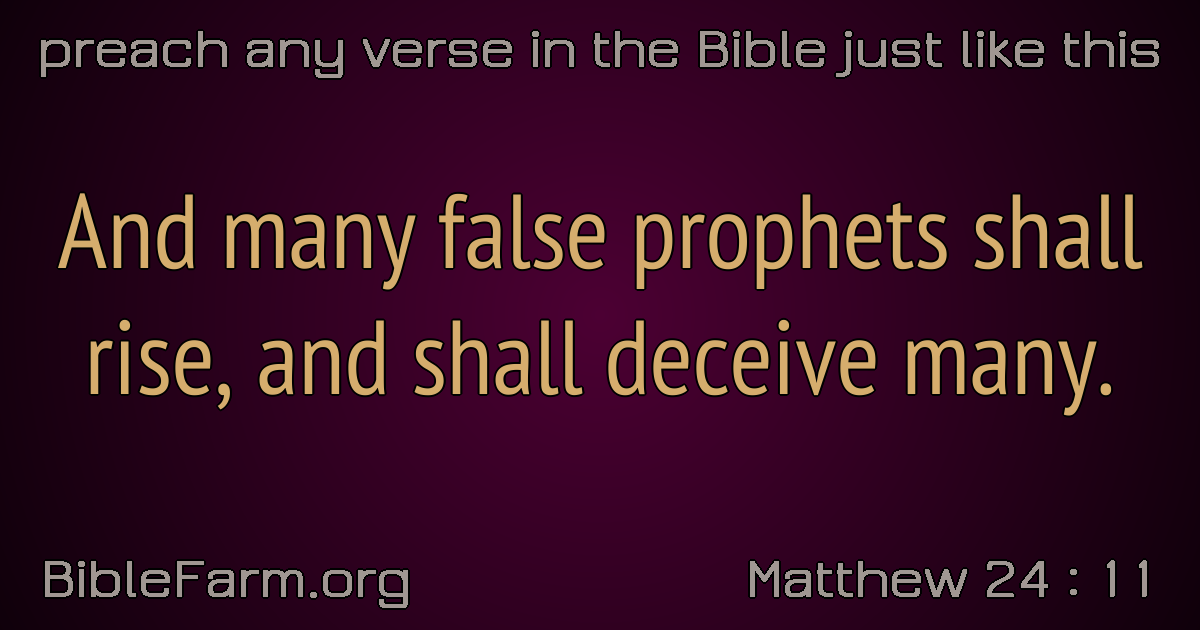 preach any verse in the Bible just like this
And many false prophets shall
rise, and shall deceive many.
BibleFarm.org
Matthew 24 : 11